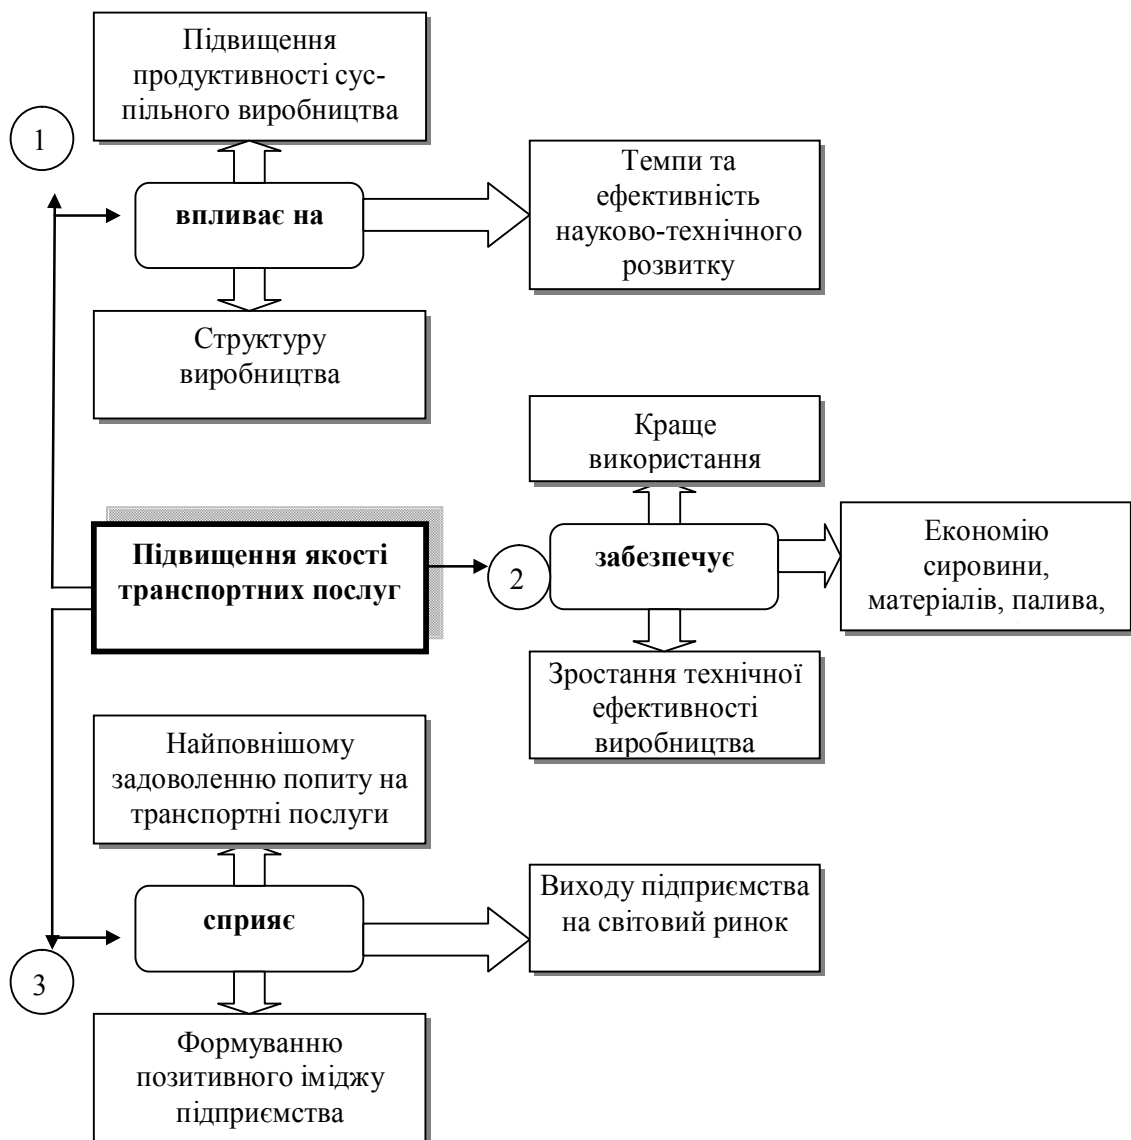 Підвищення
продуктивності сус-
пільного виробництва
1
Темпи та
ефективність
науково-технічного
розвитку
впливає на
Структуру
виробництва
Краще
використання
Економію
сировини,
матеріалів, палива,
Підвищення якості
транспортних послуг
2
забезпечує
Зростання технічної
ефективності
виробництва
Найповнішому
задоволенню попиту на
транспортні послуги
Виходу підприємства
на світовий ринок
сприяє
3
Формуванню
позитивного іміджу
підприємства